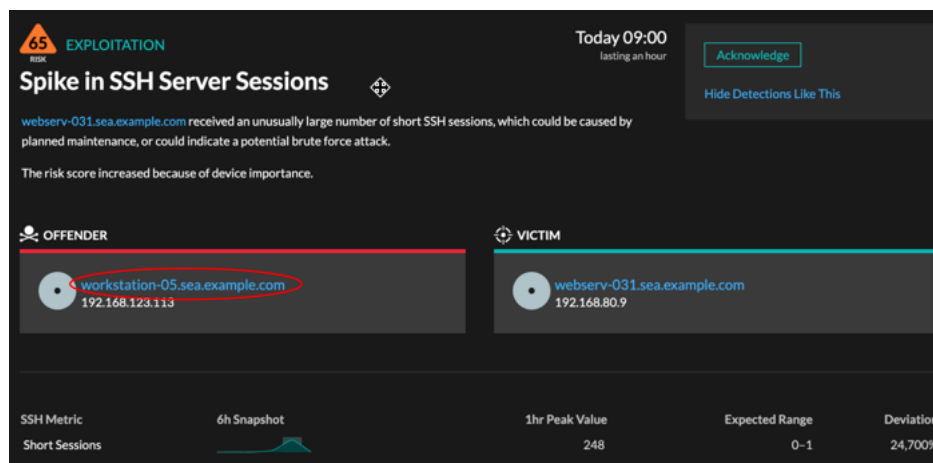 65
RISK
EXPLOITATION
Spike in SSH Server Sessions
Today 09:00
lasting an hour
Acknowledge
Hide Detections Like This
webserv-031.sea.example.com received an unusually large number of short SSH sessions, which could be caused by
planned maintenance, or could indicate a potential brute force attack.
The risk score increased because of device importance.
OFFENDER
workstation-05.sea.example.com
192.168.123.113
VICTIM
webserv-031.sea.example.com
192.168.80.9
SSH Metric 6h Snapshot 1hr Peak Value Expected Range Deviation
Short Sessions 248 0–1 24,700%